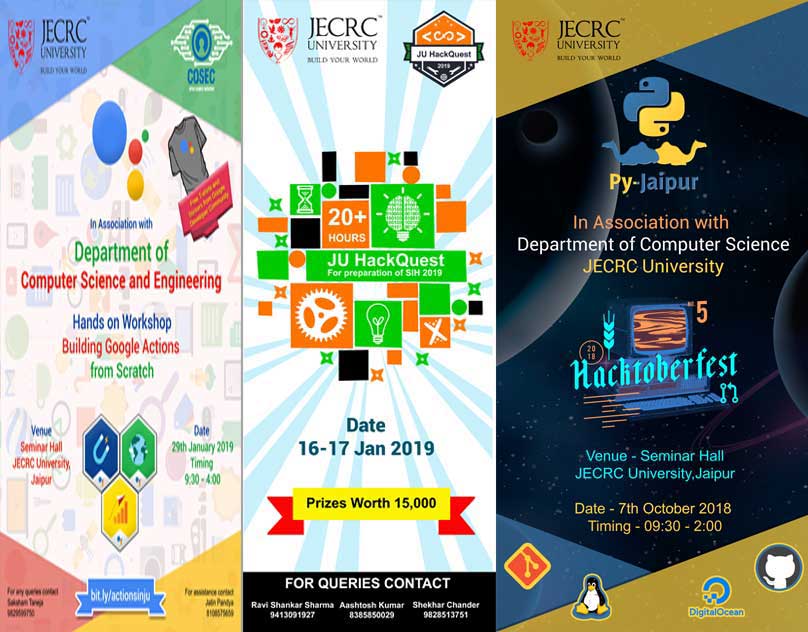 JECRC
UNIVERSITY
BUILD YOUR WORLD
COSEC
Free T-shirts and
Stickers from Google
Developer Community
In Association with
Department of
Computer Science and Engineering
Hands on Workshop
Building Google Actions
from Scratch
Venue
Seminar Hall
JECRC University,
Jaipur
Date
29th January 2019
Timing
9:30 - 4:00
For any queries contact
Saksham Taneja
9829599750
bit.ly/actionsinju
For assistance contact
Jatin Pandya
8108575659
JECRC™
UNIVERSITY
BUILD YOUR WORLD
<S>
JU HackQuest
2019
20+
HOURS
JU HackQuest
For preparation of SIH 2019
Date
16-17 Jan 2019
Prizes Worth 15,000
FOR QUERIES CONTACT
Ravi Shankar Sharma
9413091927
Aashtosh Kumar
8385850029
Shekhar Chander
9828513751
JECRC™
UNIVERSITY
BUILD YOUR WORLD
Py-Jaipur
In Association with
Department of Computer Science
JECRC University
5
2018
Hacktoberfest
Venue - Seminar Hall
JECRC University,Jaipur
Date - 7th October 2018
Timing - 09:30 - 2:00
DigitalOcean